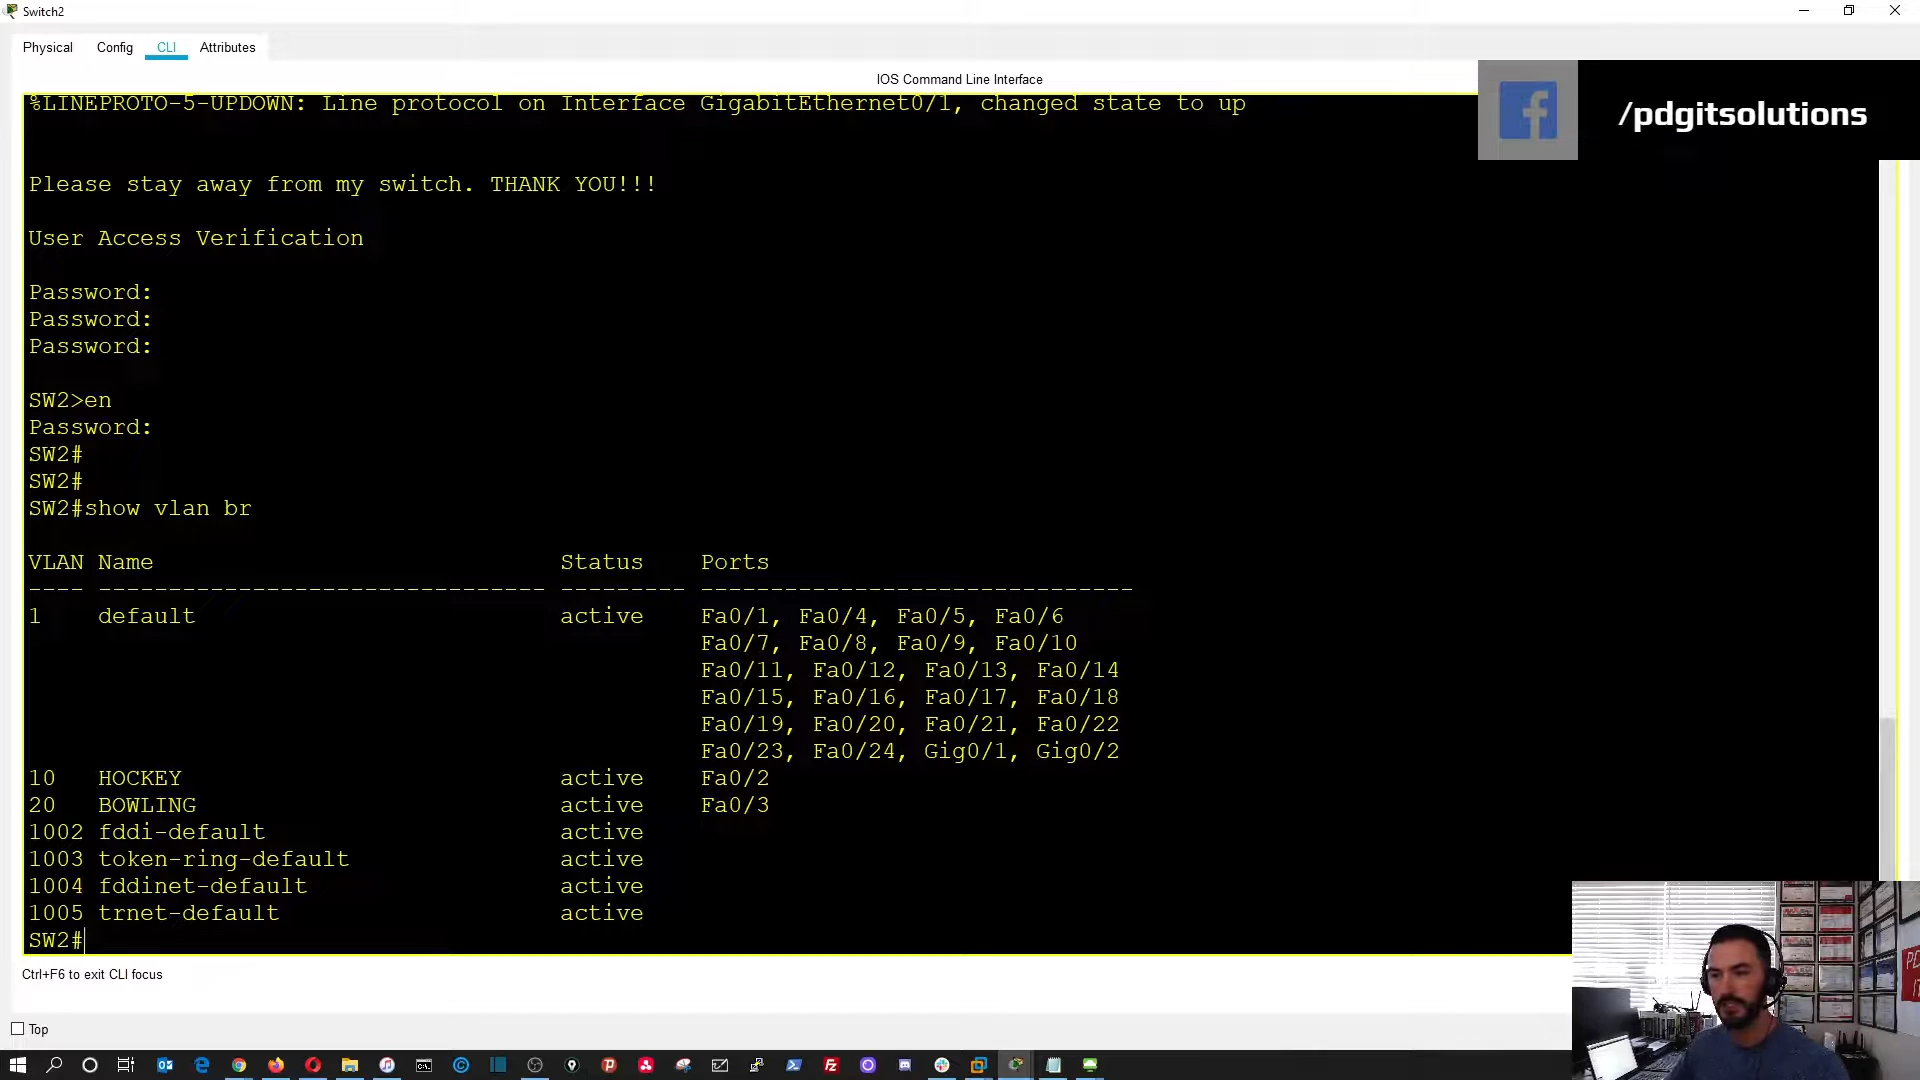 Switch2
Physical Config CLI Attributes
IOS Command Line Interface
/pdgitsolutions
%LINEPROTO-5-UPDOWN: Line protocol on Interface GigabitEthernet0/1, changed state to up
Please stay away from my switch. THANK YOU!!!
User Access Verification
Password:
Password:
Password:
SW2>en
Password:
SW2#
SW2#
SW2#show vlan br
VLAN Name Status Ports
---- -------------------------------- --------- -------------------------------
1 default active Fa0/1, Fa0/4, Fa0/5, Fa0/6
Fa0/7, Fa0/8, Fa0/9, Fa0/10
Fa0/11, Fa0/12, Fa0/13, Fa0/14
Fa0/15, Fa0/16, Fa0/17, Fa0/18
Fa0/19, Fa0/20, Fa0/21, Fa0/22
Fa0/23, Fa0/24, Gig0/1, Gig0/2
10 HOCKEY active Fa0/2
20 BOWLING active Fa0/3
1002 fddi-default active
1003 token-ring-default active
1004 fddinet-default active
1005 trnet-default active
SW2#
Ctrl+F6 to exit CLI focus
Top